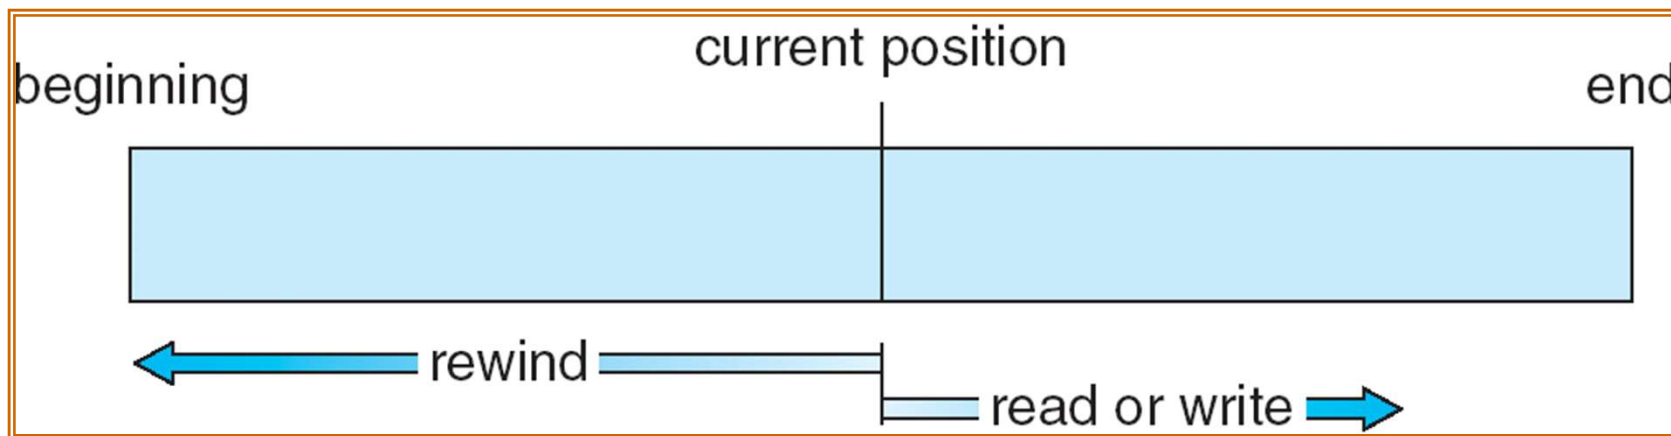 current position
beginning
end
rewind
read or write